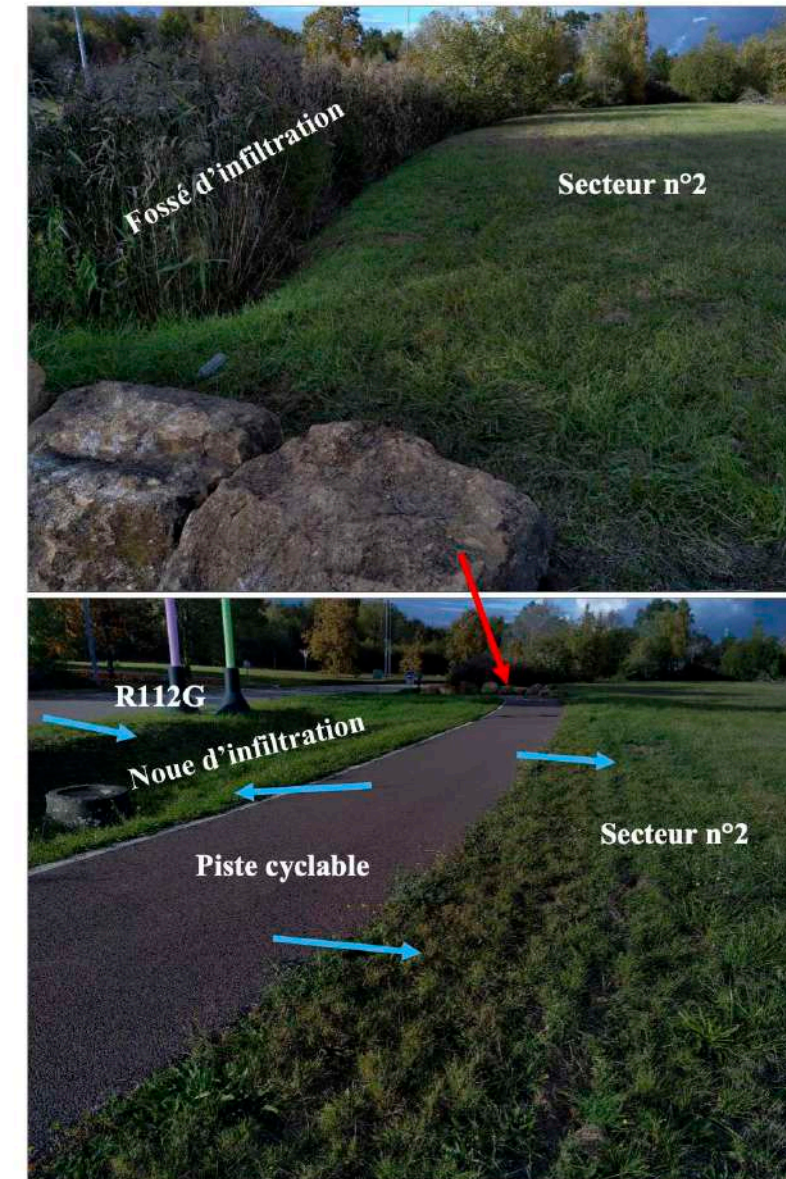 Fossé d'infiltration
Secteur n°2
R112G
Noue d'infiltration
Secteur n°2
Piste cyclable